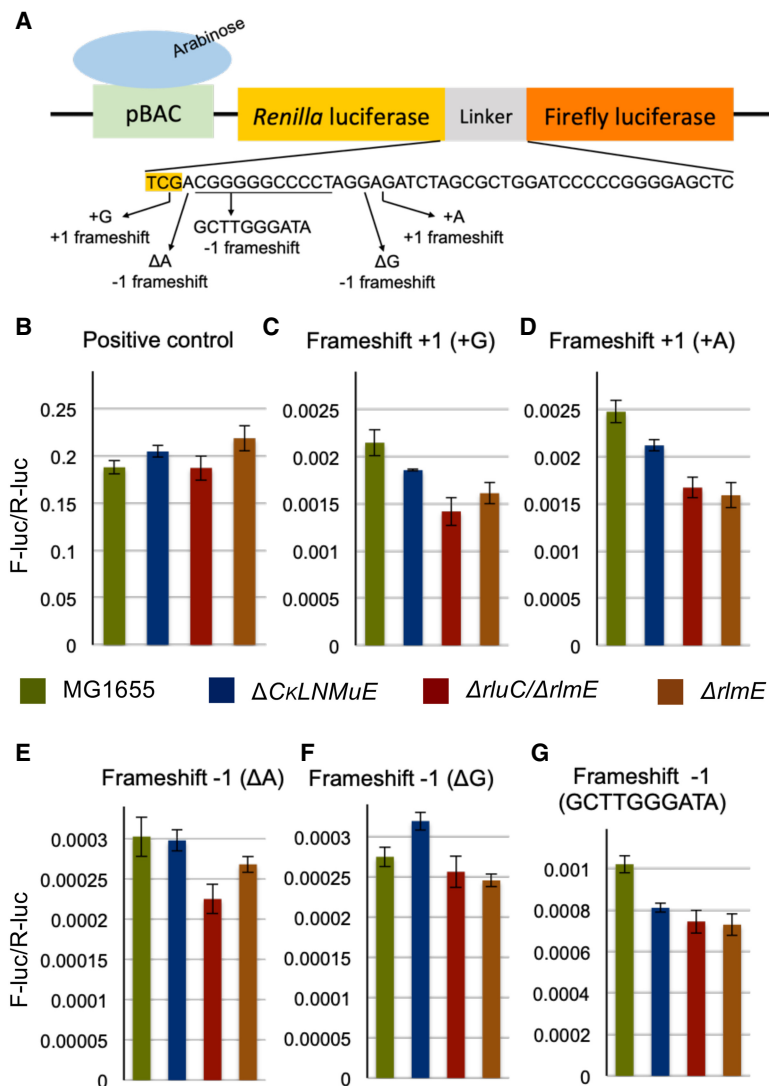 A
Arabinose
pBAC
Renilla luciferase
Linker
Firefly luciferase
TCGACGGGGGCCCCTAGGAGATCTAGCGCTGGATCCCCCGGGGAGCTC
+G
+1 frameshift
ΔA
-1 frameshift
GCTTGGGATA
-1 frameshift
ΔG
-1 frameshift
+A
+1 frameshift
B
Positive control
F-luc/R-luc
0.25
0.2
0.15
0.1
0.05
0
C
Frameshift +1 (+G)
0.0025
0.002
0.0015
0.001
0.0005
0
D
Frameshift +1 (+A)
0.0025
0.002
0.0015
0.001
0.0005
0
MG1655
ΔCκLNMuE
ΔrluC/ΔrlmE
ΔrlmE
E
Frameshift -1 (ΔA)
F-luc/R-luc
0.0003
0.00025
0.0002
0.00015
0.0001
0.00005
0
F
Frameshift -1 (ΔG)
0.0003
0.00025
0.0002
0.00015
0.0001
0.00005
0
G
Frameshift -1
(GCTTGGGATA)
0.001
0.0008
0.0006
0.0004
0.0002
0